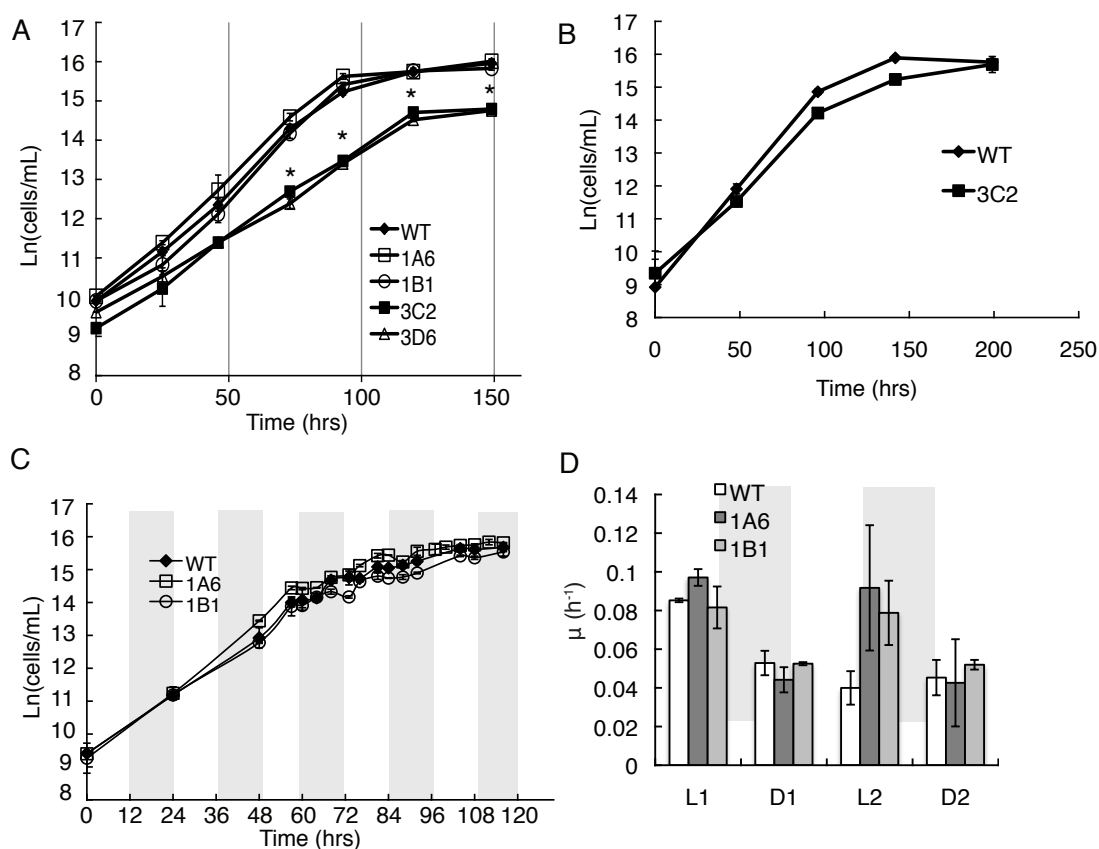 A
17
16
15
14
13
12
11
10
9
8
Ln(cells/mL)
*
*
*
*
WT
1A6
1B1
3C2
3D6
0
50
100
150
Time (hrs)
B
17
16
15
14
13
12
11
10
9
8
Ln(cells/mL)
WT
3C2
0
50
100
150
200
250
Time (hrs)
C
17
16
15
14
13
12
11
10
9
8
Ln(cells/mL)
WT
1A6
1B1
0
12
24
36
48
60
72
84
96
108
120
Time (hrs)
D
0.14
0.12
0.1
0.08
0.06
0.04
0.02
0
µ (h⁻¹)
WT
1A6
1B1
L1
D1
L2
D2